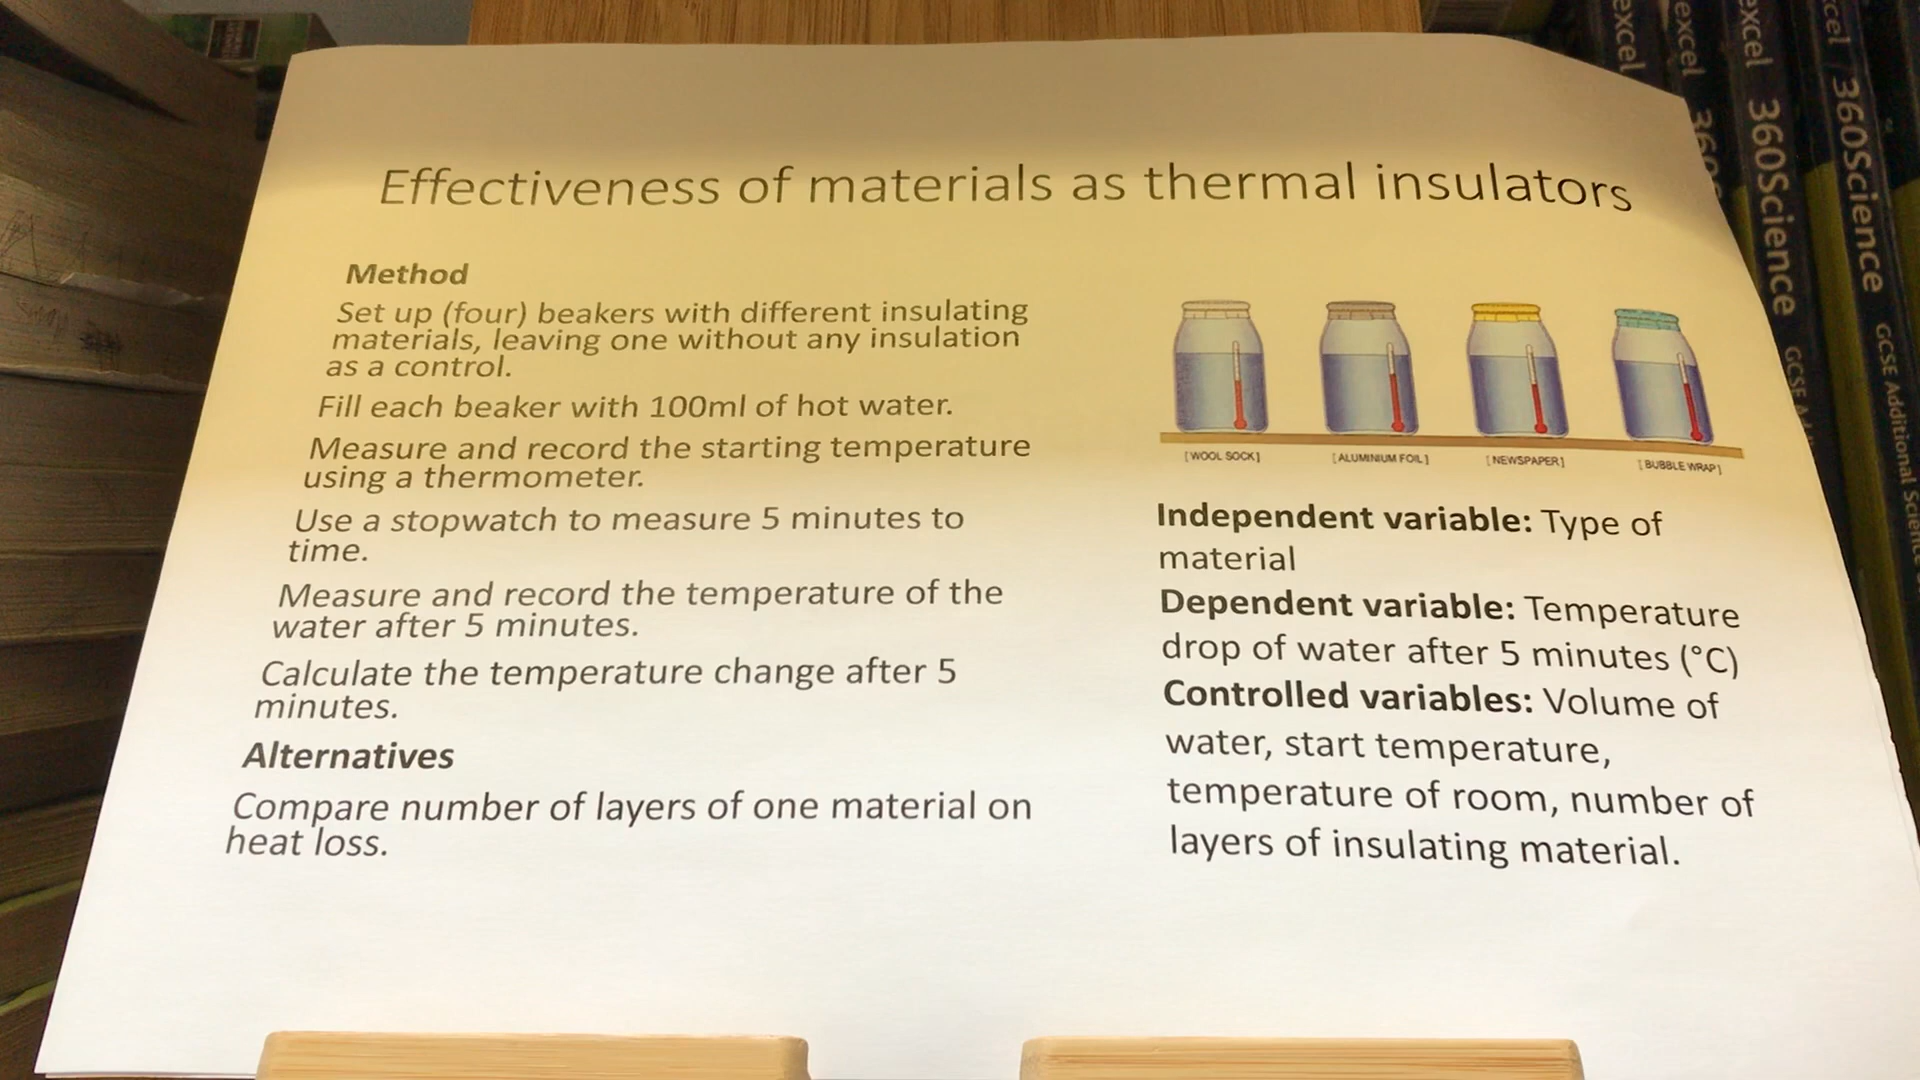 Effectiveness of materials as thermal insulators
Method
Set up (four) beakers with different insulating
materials, leaving one without any insulation
as a control.
Fill each beaker with 100ml of hot water.
Measure and record the starting temperature
using a thermometer.
Use a stopwatch to measure 5 minutes to
time.
Measure and record the temperature of the
water after 5 minutes.
Calculate the temperature change after 5
minutes.
Alternatives
Compare number of layers of one material on
heat loss.
[WOOL SOCK]
[ALUMINIUM FOIL]
[NEWSPAPER]
[BUBBLE WRAP]
Independent variable: Type of
material
Dependent variable: Temperature
drop of water after 5 minutes (°C)
Controlled variables: Volume of
water, start temperature,
temperature of room, number of
layers of insulating material.
excel
excel
excel 360Science GCSE
360Science GCSE Additional